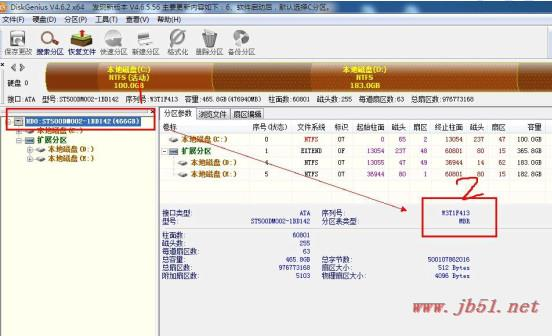 DiskGenius V4.6.2 x64 发现新版本 V4.6.5.56 主要更新内容如下：6、软件启动后，默认选择C分区。
文件(F) 硬盘(D) 分区(P) 工具(T) 查看(V) 帮助(H)
保存更改 搜索分区 恢复文件 快速分区 新建分区 格式化 删除分区 备份分区
硬盘 0
本地磁盘(C:)
NTFS (活动)
100.0GB
本地磁盘(D:)
NTFS
183.0GB
接口:ATA 型号:ST500DM002-1BD142 序列号:W3T1F413 容量:465.8GB(476940MB) 柱面数:60801 磁头数:255 每道扇区数:63 总扇区数:976773168
HD0:ST500DM002-1BD142(466GB)
本地磁盘(C:)
扩展分区
本地磁盘(D:)
本地磁盘(E:)
分区参数 浏览文件 扇区编辑
卷标 序号(状态) 文件系统 标识 起始柱面 磁头 扇区 终止柱面 磁头 扇区 容量
本地磁盘(C:) 0 NTFS 07 0 65 2 13054 237 47 100.0GB
扩展分区 1 EXTEND 0F 13054 237 48 60801 80 15 365.8GB
4 NTFS 07 13055 47 49 36944 14 62 183.0GB
5 NTFS 07 36944 80 1 60801 80 15 182.8GB
2
接口类型: ATA 序列号: W3T1F413
型号: ST500DM002-1BD142 分区表类型: MBR
柱面数: 60801
磁头数: 255
每道扇区数: 63
总容量: 465.8GB 总字节数: 500107862016
总扇区数: 976773168 扇区大小: 512 Bytes
附加扇区数: 5103 物理扇区大小: 4096 Bytes
www.jb51.net